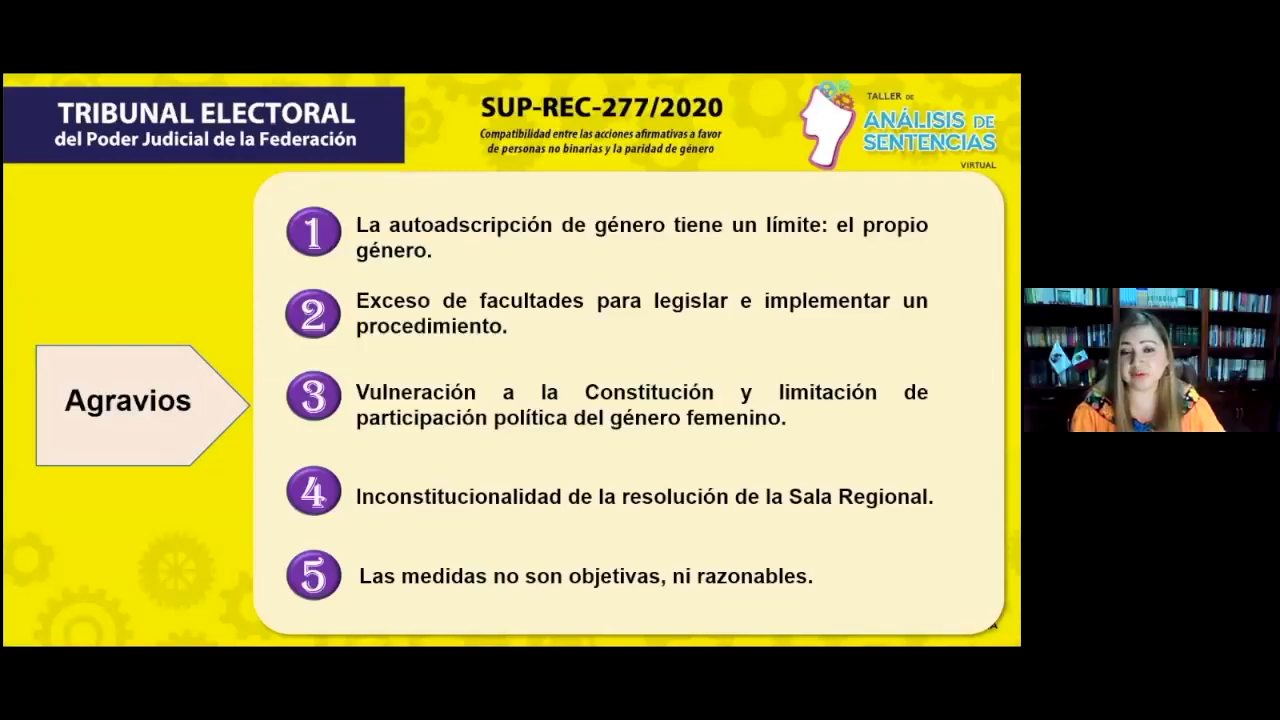 TRIBUNAL ELECTORAL
del Poder Judicial de la Federación
SUP-REC-277/2020
Compatibilidad entre las acciones afirmativas a favor
de personas no binarias y la paridad de género
TALLER DE
ANÁLISIS DE
SENTENCIAS
VIRTUAL
Agravios
1
La autoadscripción de género tiene un límite: el propio
género.
2
Exceso de facultades para legislar e implementar un
procedimiento.
3
Vulneración a la Constitución y limitación de
participación política del género femenino.
4
Inconstitucionalidad de la resolución de la Sala Regional.
5
Las medidas no son objetivas, ni razonables.